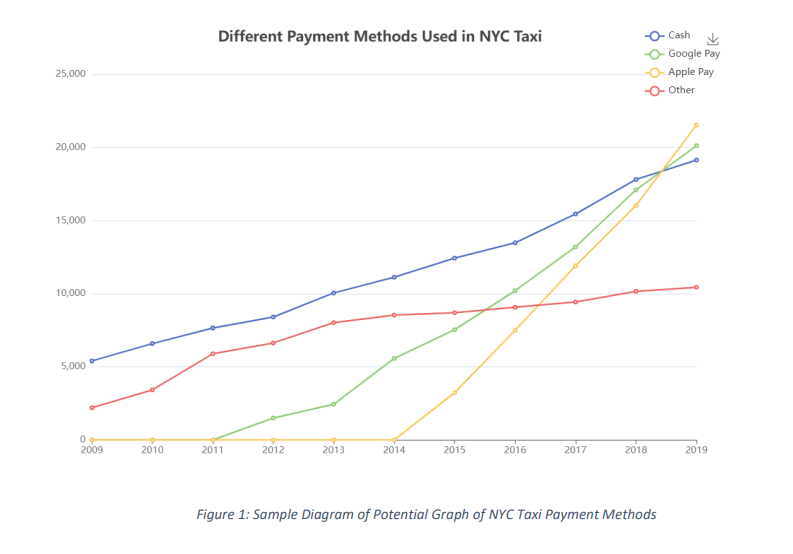 Different Payment Methods Used in NYC Taxi
Cash
Google Pay
Apple Pay
Other
25,000
20,000
15,000
10,000
5,000
0
2009 2010 2011 2012 2013 2014 2015 2016 2017 2018 2019
Figure 1: Sample Diagram of Potential Graph of NYC Taxi Payment Methods